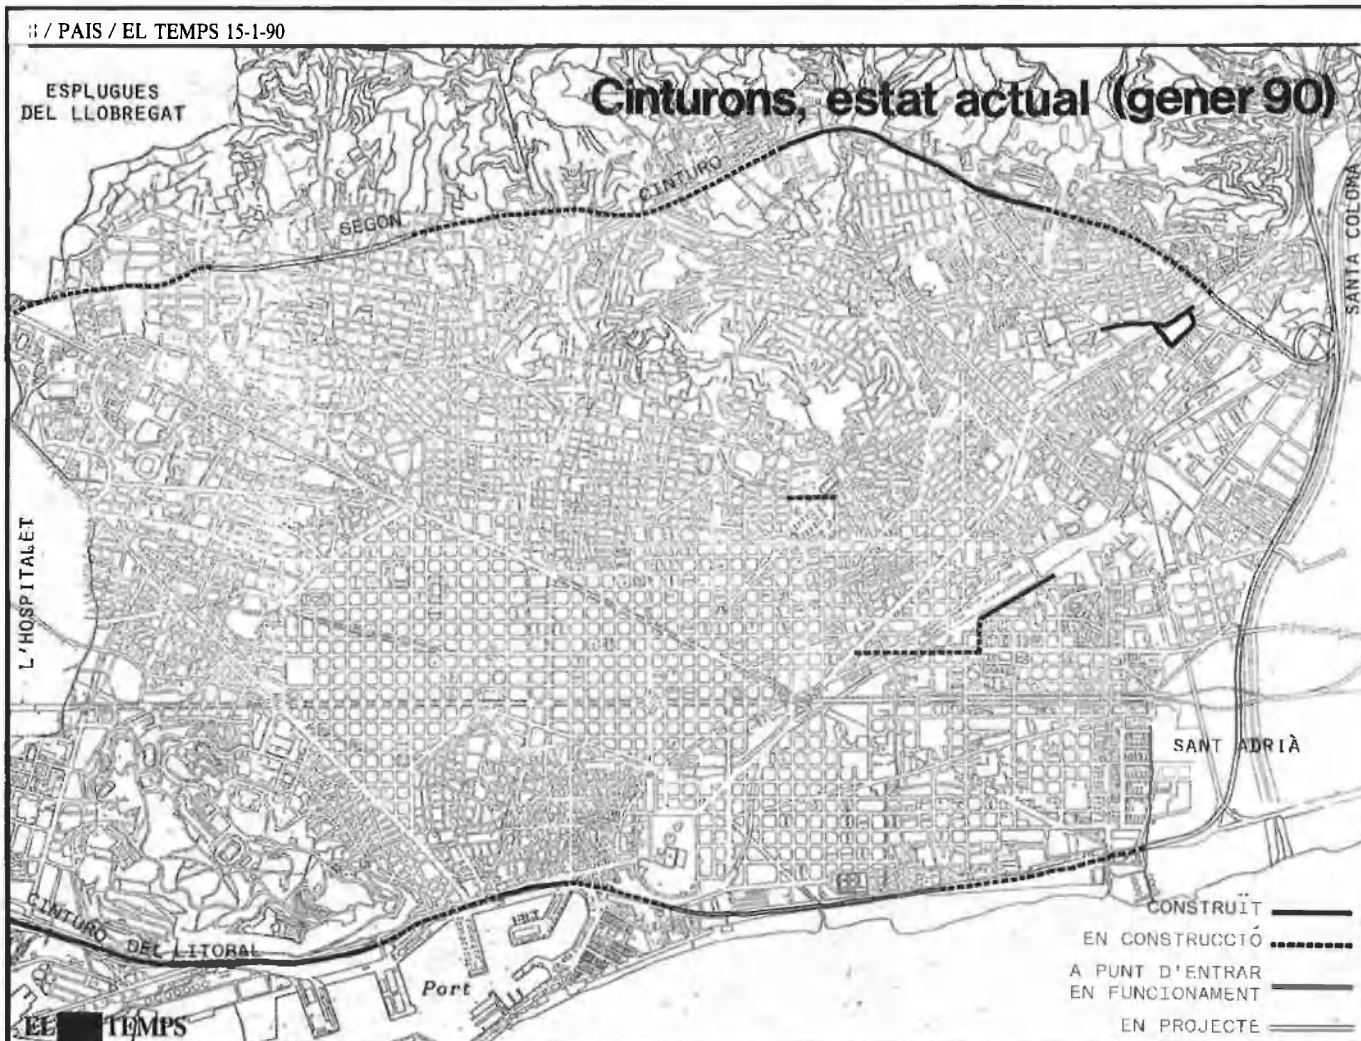 / PAIS / EL TEMPS 15-1-90
ESPLUGUES
DEL LLOBREGAT
Cinturons, estat actual (gener 90)
SEGON CINTURO
SANTA COLOMA
L'HOSPITALET
SANT ADRIÀ
CINTURO DEL LITORAL
Port
CONSTRUÏT
EN CONSTRUCCIÓ
A PUNT D'ENTRAR
EN FUNCIONAMENT
EN PROJECTE
EL TEMPS